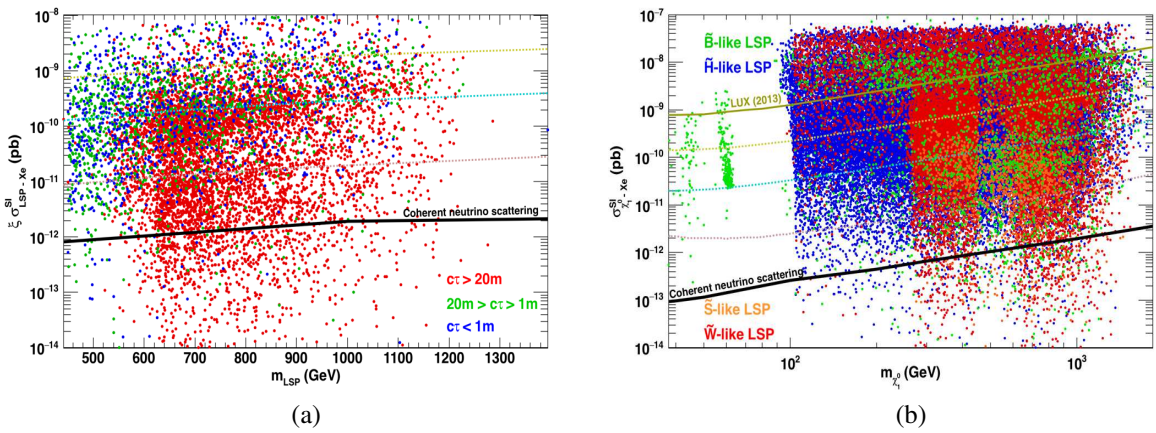 10⁻⁸
10⁻⁹
10⁻¹⁰
10⁻¹¹
10⁻¹²
10⁻¹³
10⁻¹⁴
ξ σ^SI_LSP - Xe (pb)
Coherent neutrino scattering
cτ > 20m
20m > cτ > 1m
cτ < 1m
500 600 700 800 900 1000 1100 1200 1300
m_LSP (GeV)
(a)
10⁻⁷
10⁻⁸
10⁻⁹
10⁻¹⁰
10⁻¹¹
10⁻¹²
10⁻¹³
10⁻¹⁴
σ^SI_χ̃⁰₁ - Xe (pb)
B̃-like LSP
H̃-like LSP
LUX (2013)
Coherent neutrino scattering
S̃-like LSP
W̃-like LSP
10² 10³
m_χ̃⁰₁ (GeV)
(b)